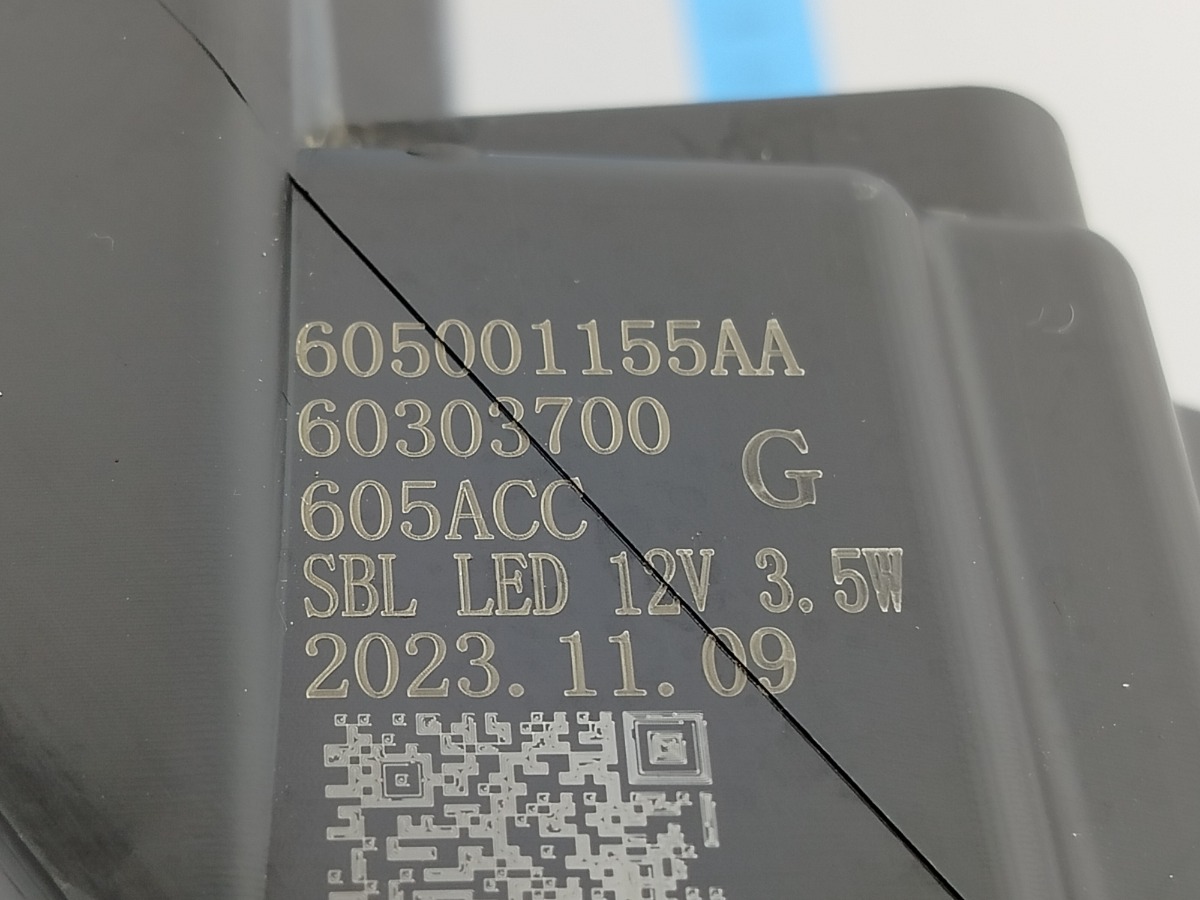 605001155AA
60303700
G
605ACC
SBL LED 12V 3.5W
2023.11.09